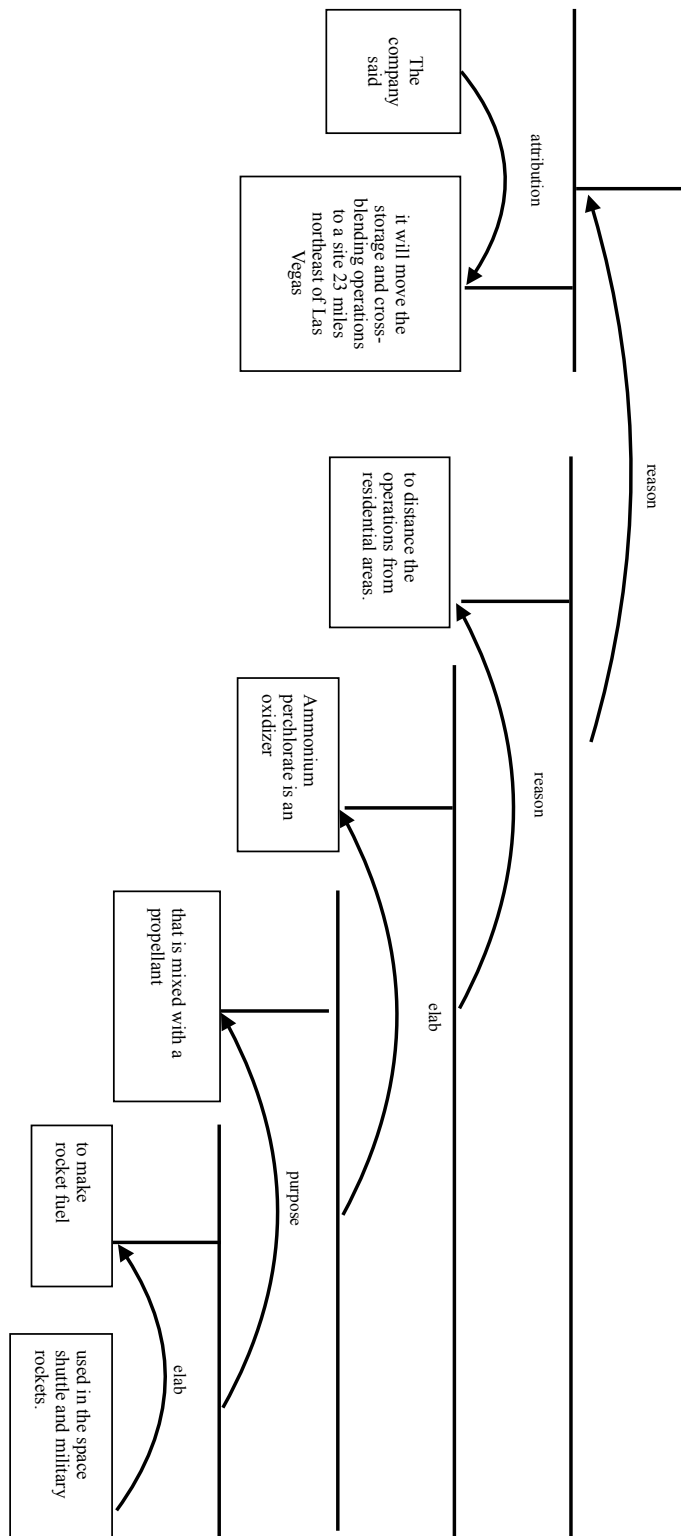 reason
attribution
The
company
said
it will move the
storage and cross-
blending operations
to a site 23 miles
northeast of Las
Vegas
reason
to distance the
operations from
residential areas.
elab
Ammonium
perchlorate is an
oxidizer
purpose
that is mixed with a
propellant
elab
to make
rocket fuel
used in the space
shuttle and military
rockets.